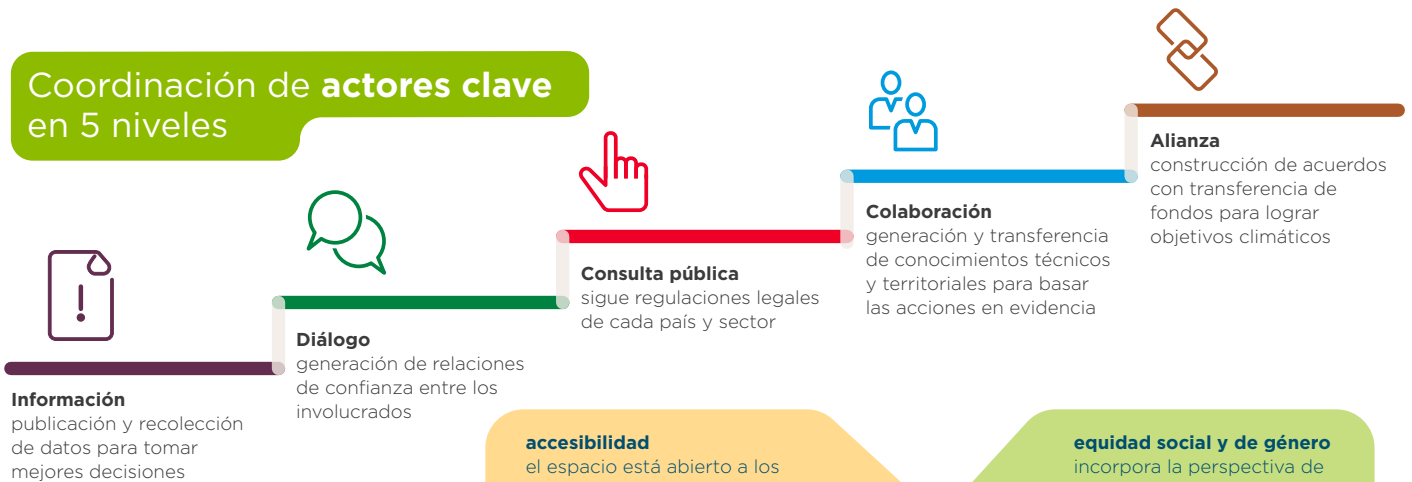 Coordinación de actores clave
en 5 niveles
Información
publicación y recolección
de datos para tomar
mejores decisiones
Diálogo
generación de relaciones
de confianza entre los
involucrados
Consulta pública
sigue regulaciones legales
de cada país y sector
Colaboración
generación y transferencia
de conocimientos técnicos
y territoriales para basar
las acciones en evidencia
Alianza
construcción de acuerdos
con transferencia de
fondos para lograr
objetivos climáticos
accesibilidad
el espacio está abierto a los
equidad social y de género
incorpora la perspectiva de